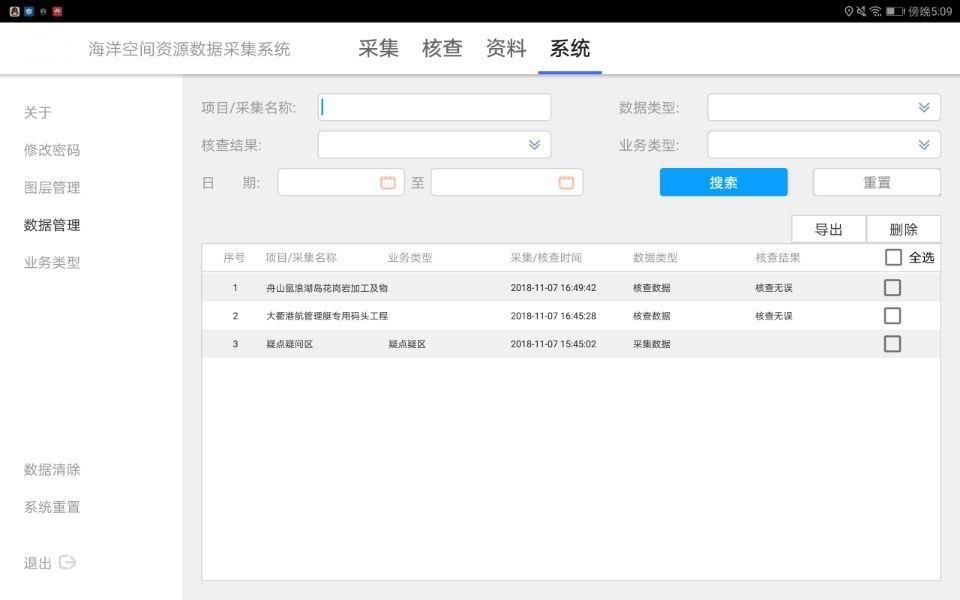 傍晚5:09
海洋空间资源数据采集系统 采集 核查 资料 系统
关于
修改密码
图层管理
数据管理
业务类型
数据清除
系统重置
退出
项目/采集名称: 数据类型:
核查结果: 业务类型:
日 期: 至 搜索 重置
导出 删除
序号 项目/采集名称 业务类型 采集/核查时间 数据类型 核查结果 全选
1 舟山鼠浪湖岛花岗岩加工及物 2018-11-07 16:49:42 核查数据 核查无误
2 大衢港航管理艇专用码头工程 2018-11-07 16:45:28 核查数据 核查无误
3 疑点疑问区 疑点疑区 2018-11-07 15:45:02 采集数据